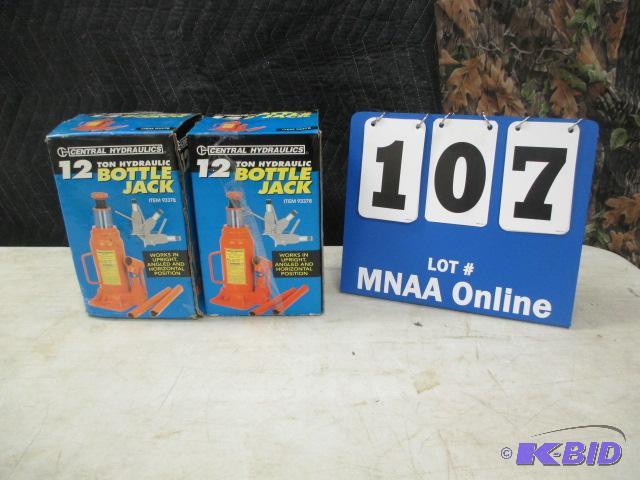 CENTRAL HYDRAULICS
12 TON HYDRAULIC
BOTTLE
JACK
ITEM 93378
WORKS IN
UPRIGHT,
ANGLED AND
HORIZONTAL
POSITION
CENTRAL HYDRAULICS
12 TON HYDRAULIC
BOTTLE
JACK
ITEM 93378
WORKS IN
UPRIGHT,
ANGLED AND
HORIZONTAL
POSITION
107
LOT #
MNAA Online
© K-BID